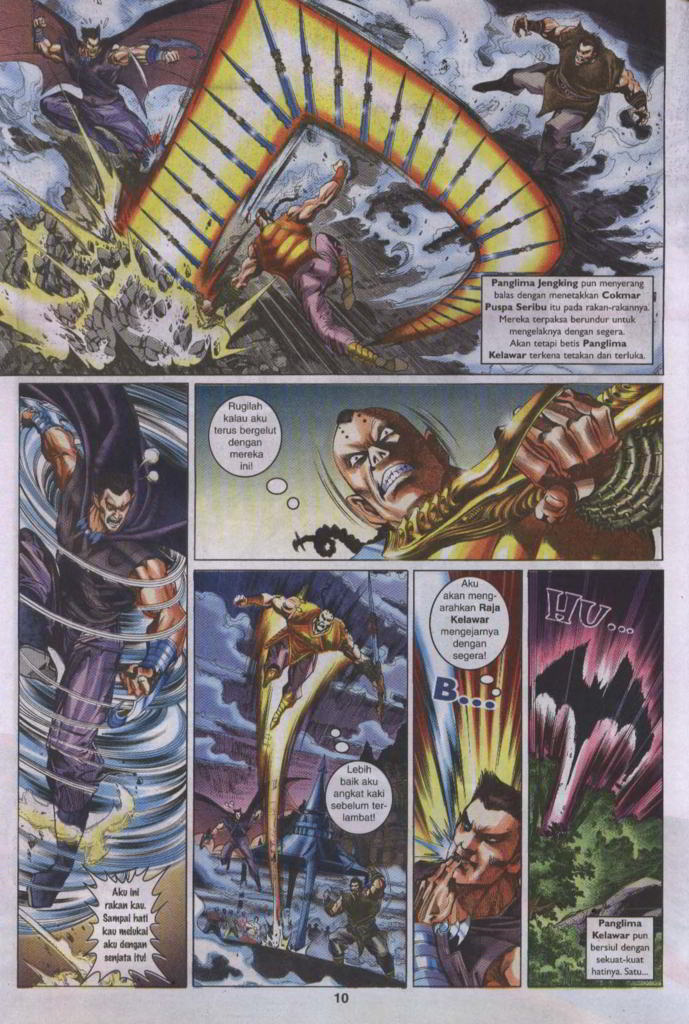 Panglima Jengking pun menyerang
balas dengan menetakkan Cokmar
Puspa Seribu itu pada rakan-rakannya.
Mereka terpaksa berundur untuk
mengelaknya dengan segera.
Akan tetapi betis Panglima
Kelawar terkena tetakan dan terluka.
Rugilah
kalau aku
terus bergelut
dengan
mereka
ini!
Aku ini
rakan kau.
Sampai hati
kau melukai
aku dengan
senjata itu!
Lebih
baik aku
angkat kaki
sebelum ter-
lambat!
Aku
akan meng-
arahkan Raja
Kelawar
mengejarnya
dengan
segera!
B...
HU...
Panglima
Kelawar pun
bersiul dengan
sekuat-kuat
hatinya. Satu...
10